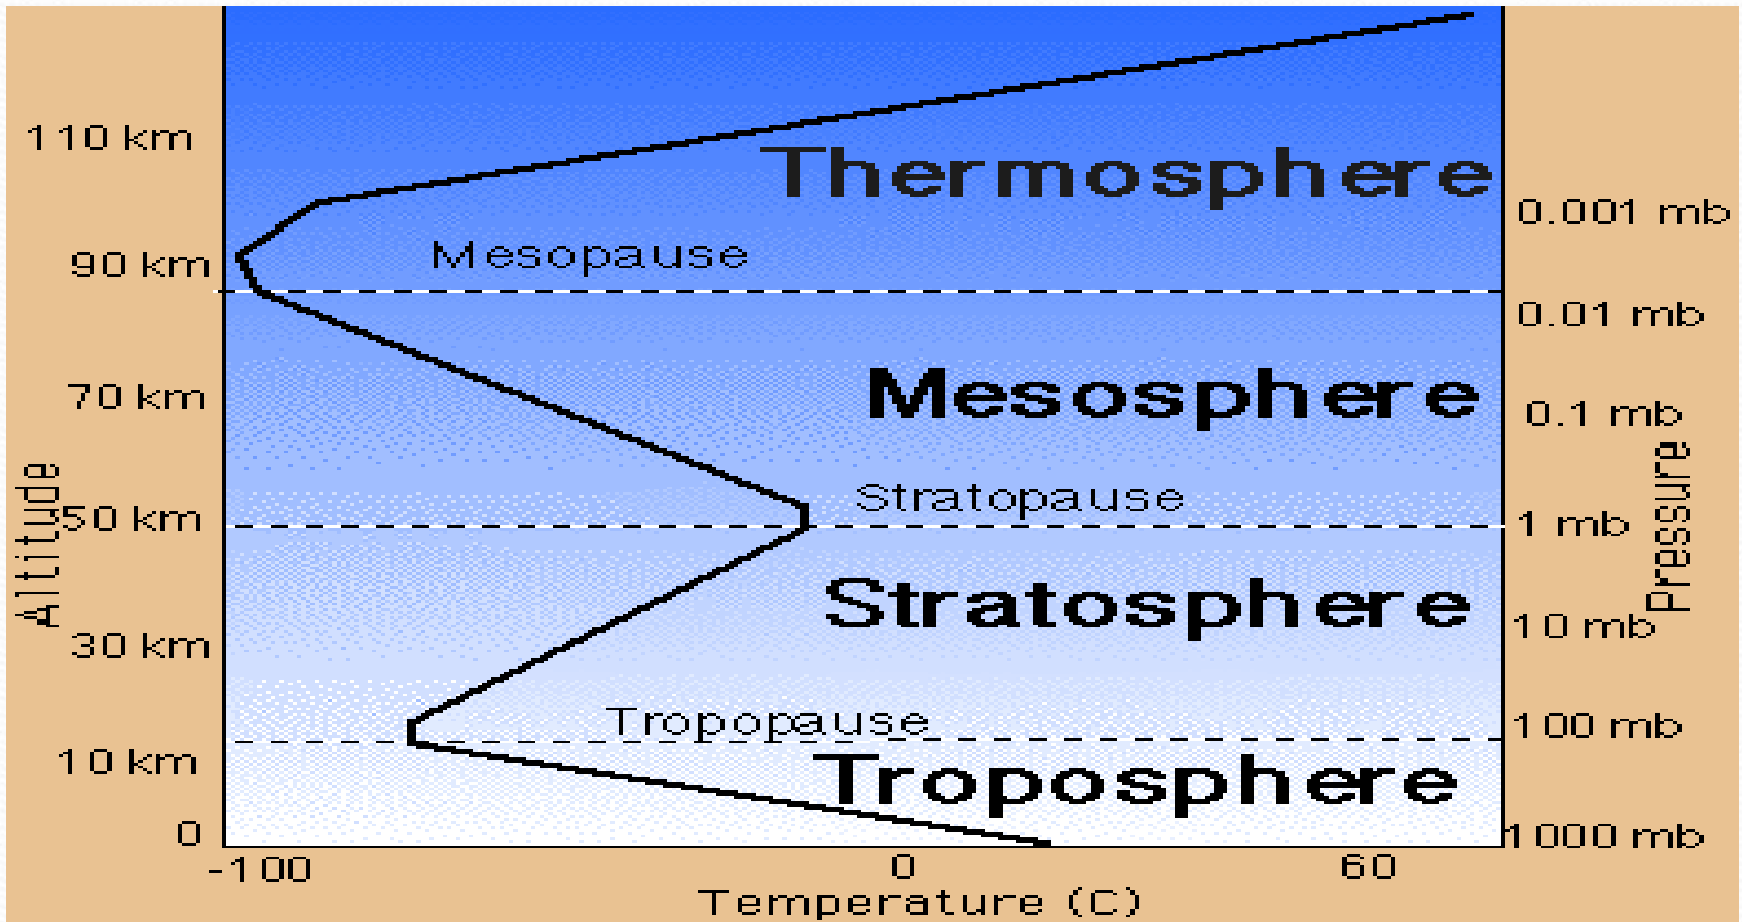 110 km
Thermosphere
0.001 mb
Mesopause
90 km
0.01 mb
Mesosphere
70 km
0.1 mb
Altitude
Pressure
Stratopause
50 km
1 mb
Stratosphere
10 mb
30 km
Tropopause
100 mb
10 km
Troposphere
0
1000 mb
-100
0
60
Temperature (C)